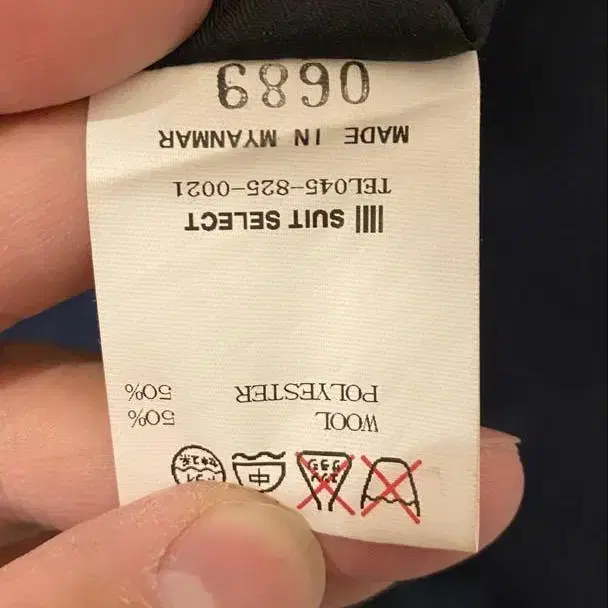 中
WOOL 50%
POLYESTER 50%
SUIT SELECT
TEL045-825-0021
MADE IN MYANMAR
0689